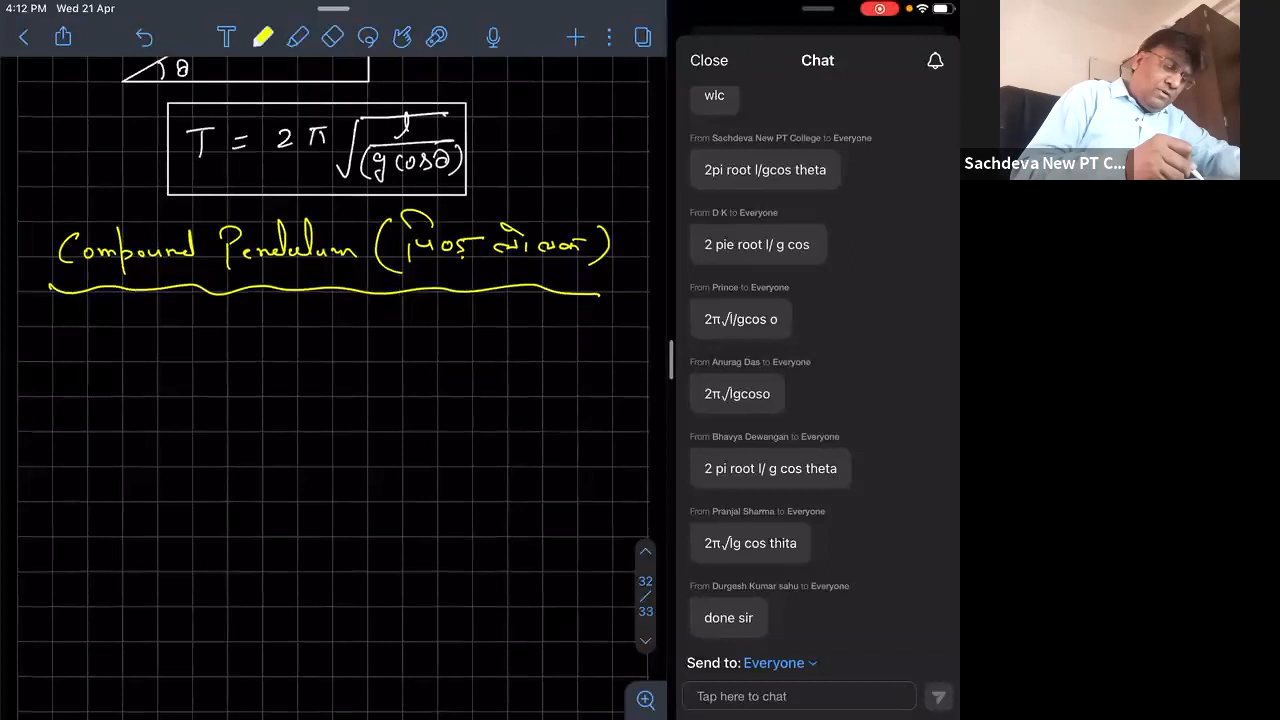 4:12 PM Wed 21 Apr
T
θ
T = 2π √(l/(g cosθ))
Compound Pendulum (पिण्ड लोलक)
32
33
Close
Chat
wlc
From Sachdeva New PT College to Everyone
2pi root l/gcos theta
From D K to Everyone
2 pie root l/ g cos
From Prince to Everyone
2π√l/gcos o
From Anurag Das to Everyone
2π√lgcoso
From Bhavya Dewangan to Everyone
2 pi root l/ g cos theta
From Pranjal Sharma to Everyone
2π√lg cos thita
From Durgesh Kumar sahu to Everyone
done sir
Send to: Everyone
Tap here to chat
Sachdeva New PT C...